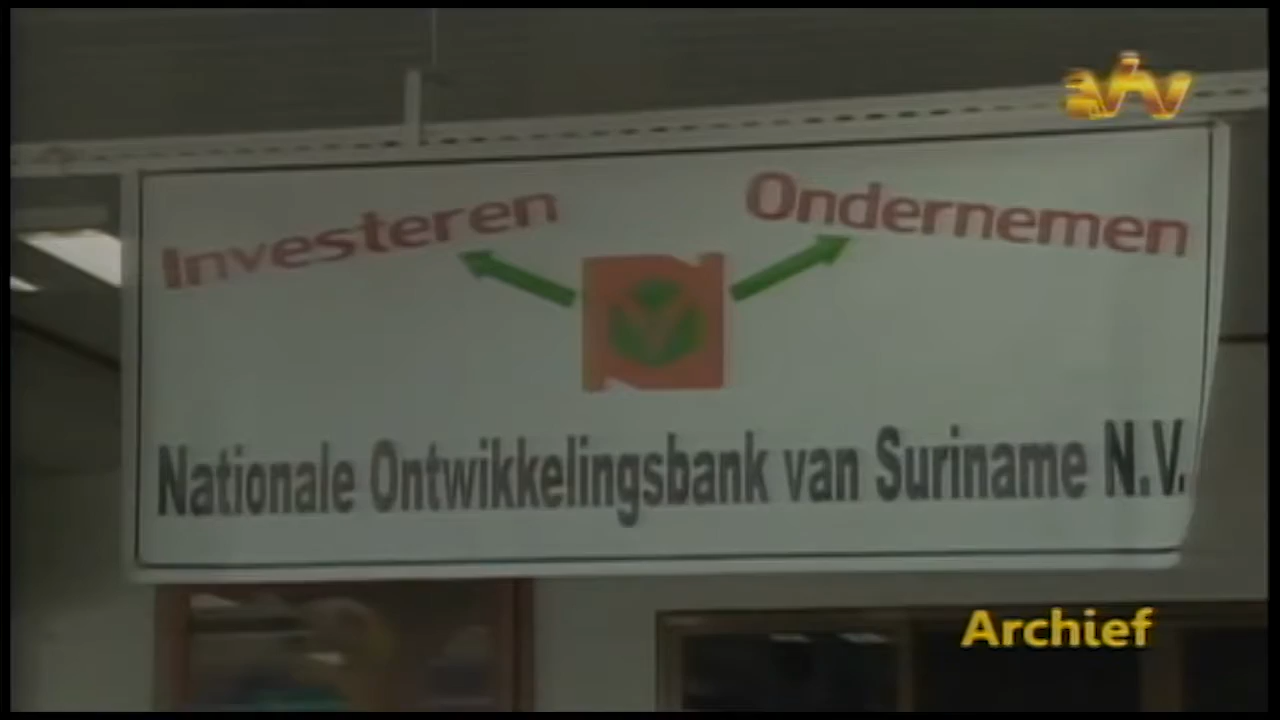 Investeren
Ondernemen
Nationale Ontwikkelingsbank van Suriname N.V.
Archief